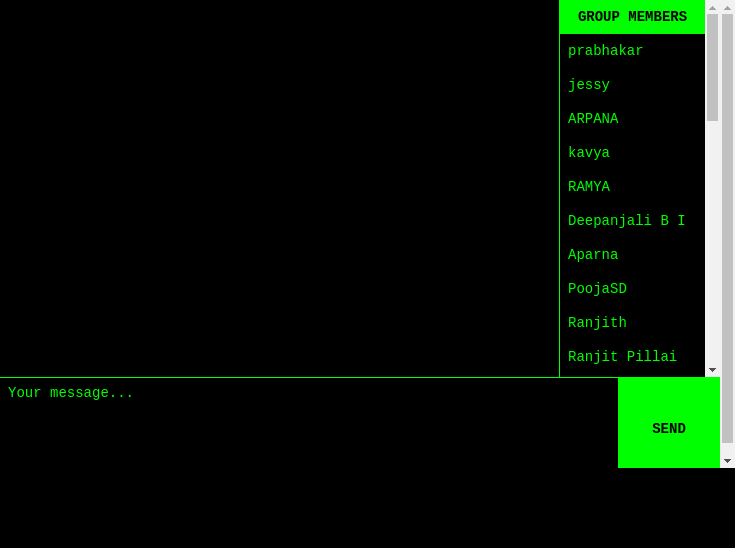 GROUP MEMBERS
prabhakar
jessy
ARPANA
kavya
RAMYA
Deepanjali B I
Aparna
PoojaSD
Ranjith
Ranjit Pillai
Your message...
SEND